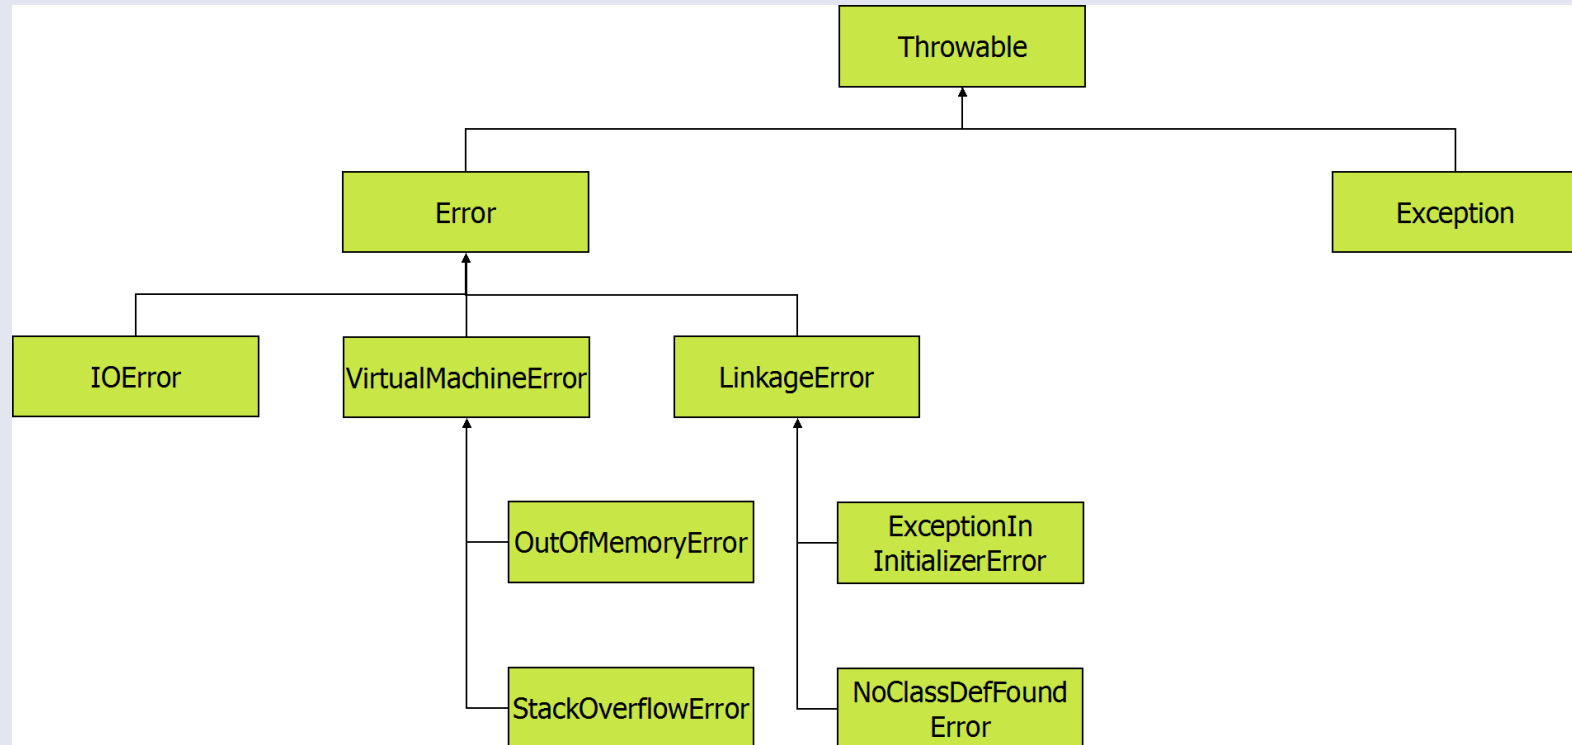 Throwable
Error
Exception
IOError
VirtualMachineError
LinkageError
OutOfMemoryError
ExceptionIn
InitializerError
StackOverflowError
NoClassDefFound
Error